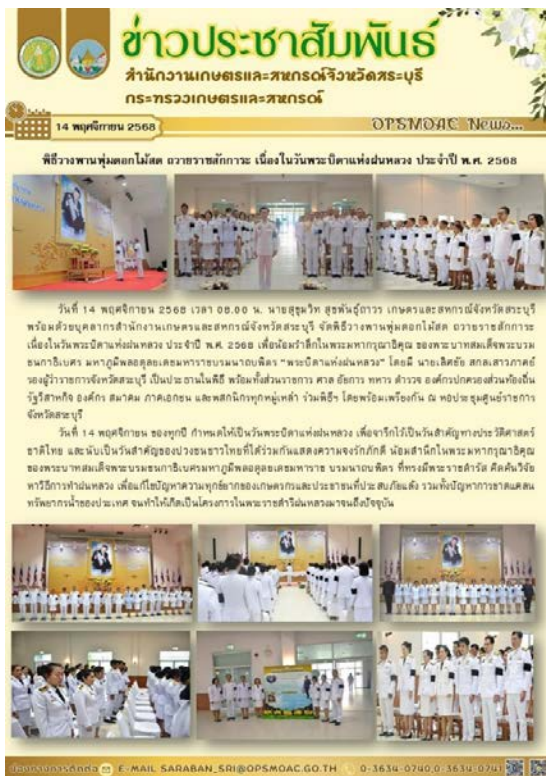 ข่าวประชาสัมพันธ์
สำนักงานเกษตรและสหกรณ์จังหวัดสระบุรี
กระทรวงเกษตรและสหกรณ์
14 พฤศจิกายน 2568
OPSMOAC News...
พิธีวางพานพุ่มดอกไม้สด ถวายราชสักการะ เนื่องในวันพระบิดาแห่งฝนหลวง ประจำปี พ.ศ. 2568
วันที่ 14 พฤศจิกายน 2568 เวลา 08.00 น. นายสุขุมวิท สุขพันธุ์ถาวร เกษตรและสหกรณ์จังหวัดสระบุรี
พร้อมด้วยบุคลากรสำนักงานเกษตรและสหกรณ์จังหวัดสระบุรี จัดพิธีวางพานพุ่มดอกไม้สด ถวายราชสักการะ
เนื่องในวันพระบิดาแห่งฝนหลวง ประจำปี พ.ศ. 2568 เพื่อน้อมรำลึกในพระมหากรุณาธิคุณ ของพระบาทสมเด็จพระบรม
ชนกาธิเบศร มหาภูมิพลอดุลยเดชมหาราชบรมนาถบพิตร "พระบิดาแห่งฝนหลวง" โดยมี นายเลิศชัย สกลเสาวภาคย์
รองผู้ว่าราชการจังหวัดสระบุรี เป็นประธานในพิธี พร้อมทั้งส่วนราชการ ศาล อัยการ ทหาร ตำรวจ องค์กรปกครองส่วนท้องถิ่น
รัฐวิสาหกิจ องค์กร สมาคม ภาคเอกชน และพสกนิกรทุกหมู่เหล่า ร่วมพิธีฯ โดยพร้อมเพรียงกัน ณ หอประชุมศูนย์ราชการ
จังหวัดสระบุรี
วันที่ 14 พฤศจิกายน ของทุกปี กำหนดให้เป็นวันพระบิดาแห่งฝนหลวง เพื่อจารึกไว้เป็นวันสำคัญทางประวัติศาสตร์
ชาติไทย และนับเป็นวันสำคัญของปวงชนชาวไทยที่ได้ร่วมกันแสดงความจงรักภักดี น้อมสำนึกในพระมหากรุณาธิคุณ
ของพระบาทสมเด็จพระบรมชนกาธิเบศรมหาภูมิพลอดุลยเดชมหาราช บรมนาถบพิตร ที่ทรงมีพระราชดำริ คิดค้นวิจัย
หาวิธีการทำฝนหลวง เพื่อแก้ไขปัญหาความทุกข์ยากของเกษตรกรและประชาชนที่ประสบภัยแล้ง รวมทั้งปัญหาการขาดแคลน
ทรัพยากรน้ำของประเทศ จนทำให้เกิดเป็นโครงการในพระราชดำริฝนหลวงมาจนถึงปัจจุบัน
ช่องทางการติดต่อ E-MAIL SARABAN_SRI@OPSMOAC.GO.TH 0-3634-0740,0-3634-0741